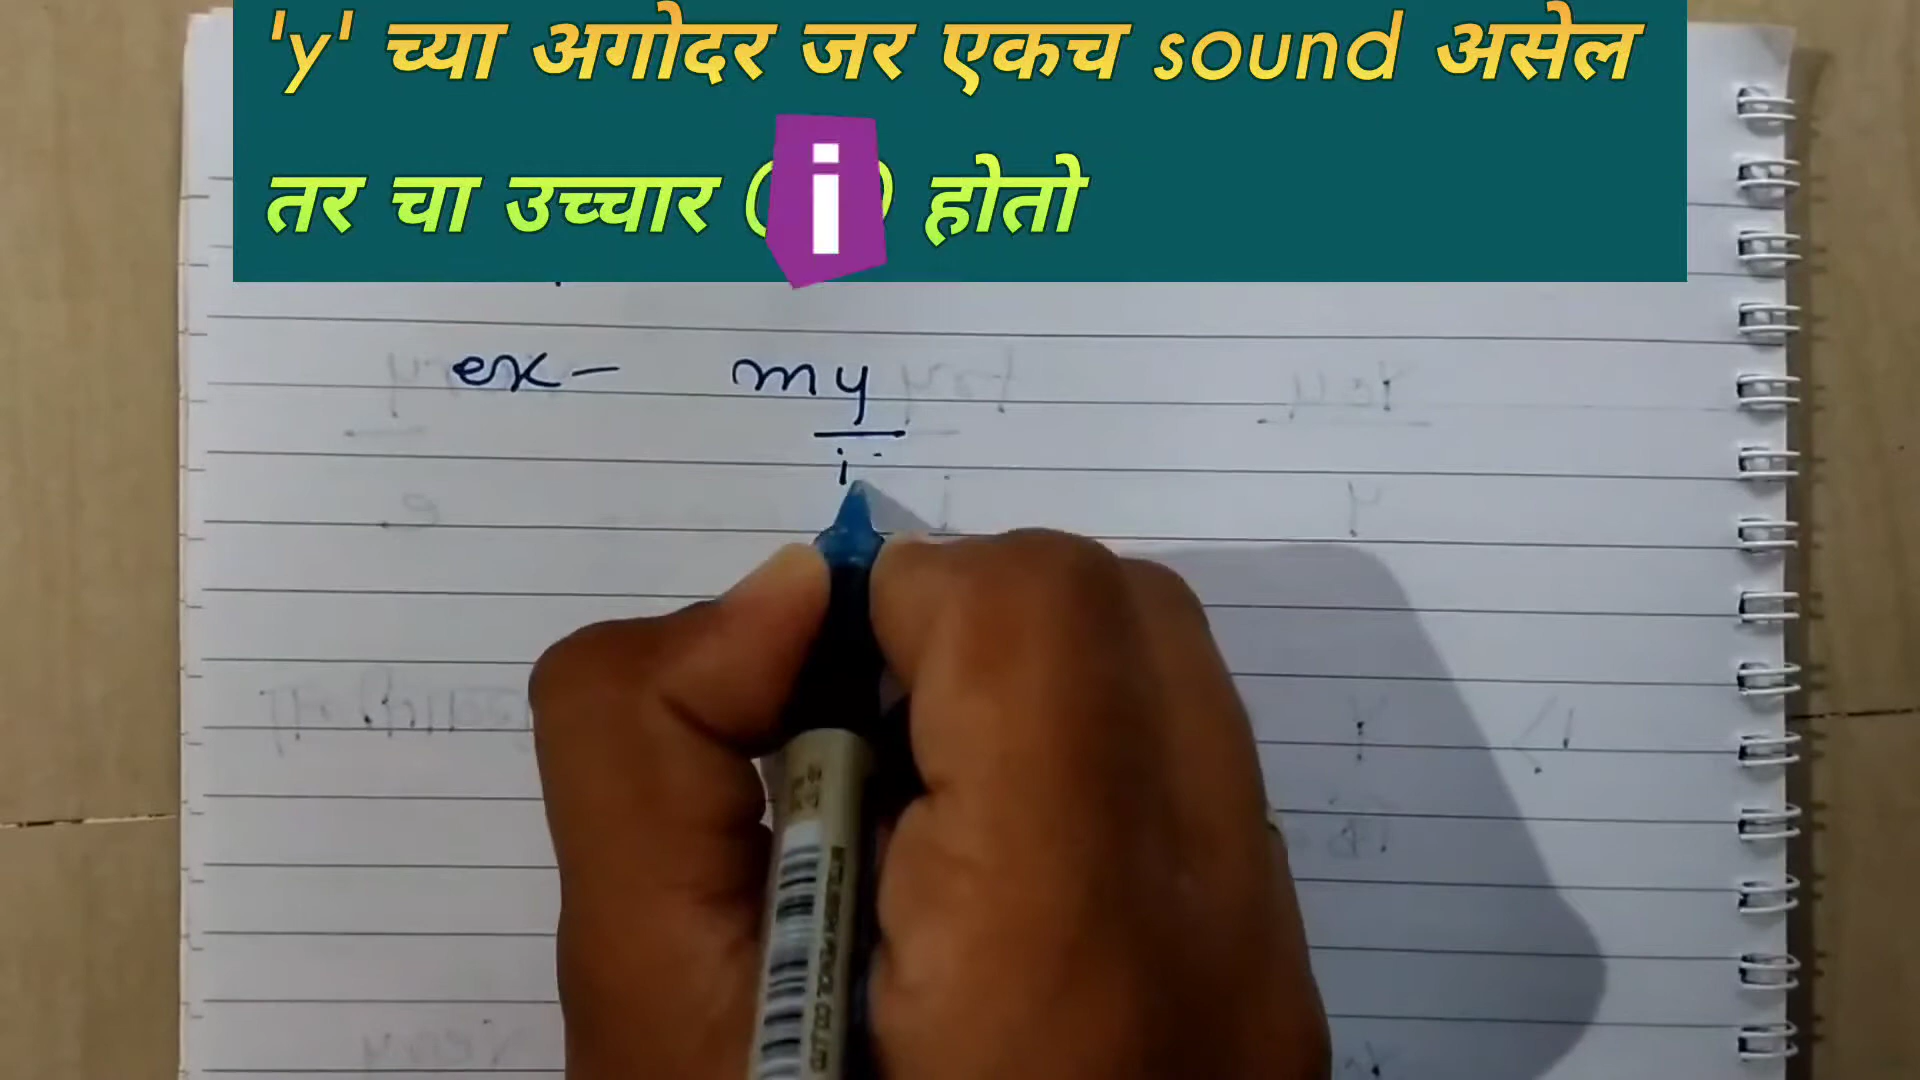 'y' च्या अगोदर जर एकच sound असेल
तर चा उच्चार ( i ) होतो
ex- my
i